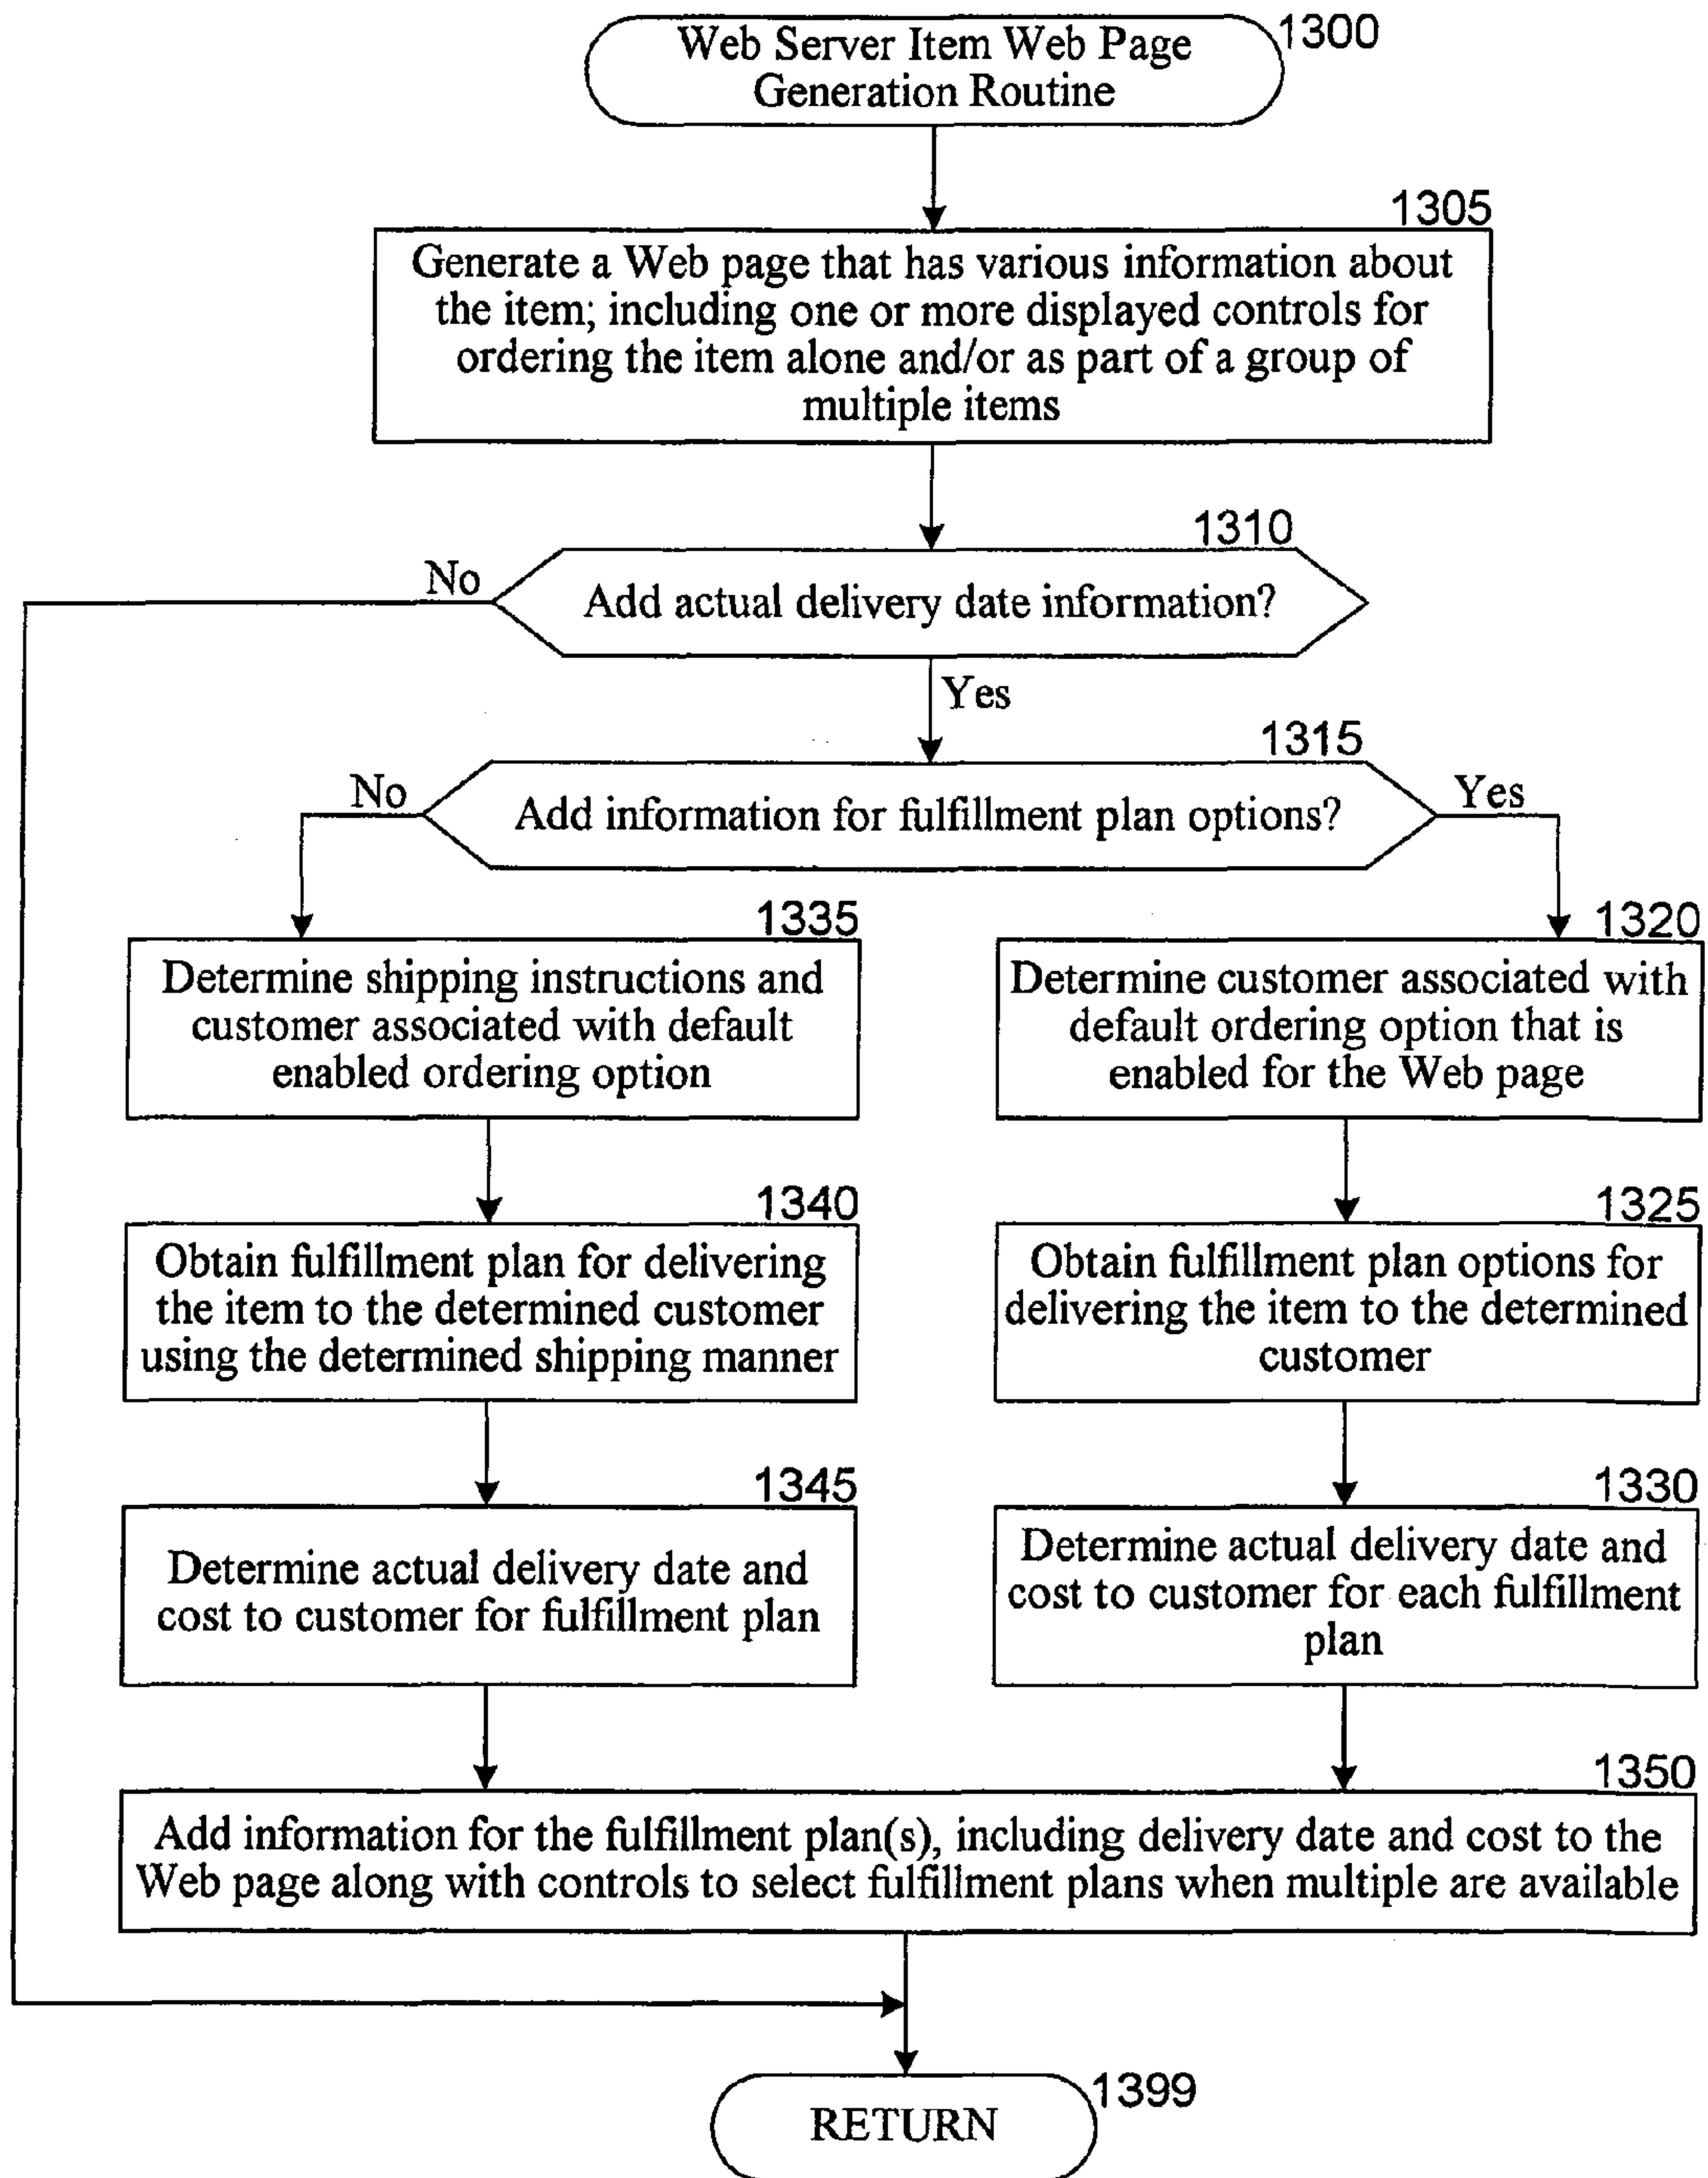 Web Server Item Web Page
Generation Routine
1300
1305
Generate a Web page that has various information about
the item; including one or more displayed controls for
ordering the item alone and/or as part of a group of
multiple items
1310
No
Add actual delivery date information?
Yes
1315
No
Add information for fulfillment plan options?
Yes
1335
Determine shipping instructions and
customer associated with default
enabled ordering option
1320
Determine customer associated with
default ordering option that is
enabled for the Web page
1340
Obtain fulfillment plan for delivering
the item to the determined customer
using the determined shipping manner
1325
Obtain fulfillment plan options for
delivering the item to the determined
customer
1345
Determine actual delivery date and
cost to customer for fulfillment plan
1330
Determine actual delivery date and
cost to customer for each fulfillment
plan
1350
Add information for the fulfillment plan(s), including delivery date and cost to the
Web page along with controls to select fulfillment plans when multiple are available
1399
RETURN